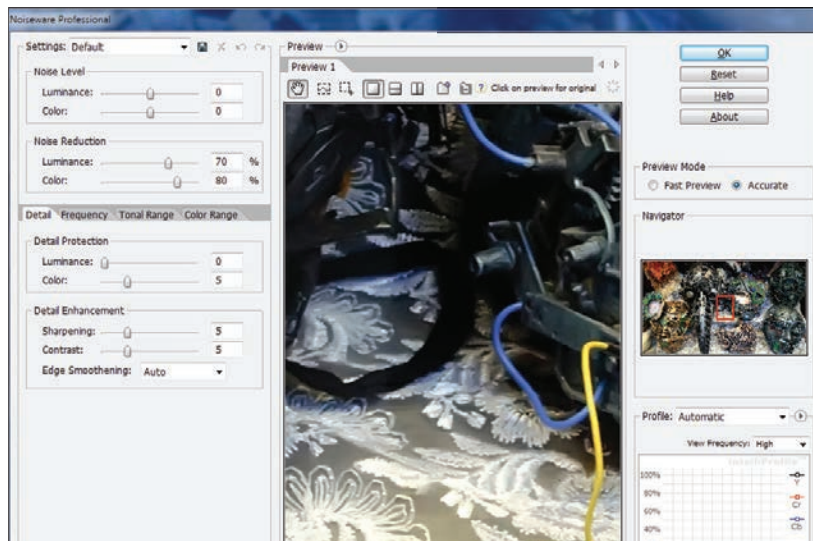 Noiseware Professional
Settings: Default
Noise Level
Luminance: 0
Color: 0
Noise Reduction
Luminance: 70 %
Color: 80 %
Detail Frequency Tonal Range Color Range
Detail Protection
Luminance: 0
Color: 5
Detail Enhancement
Sharpening: 5
Contrast: 5
Edge Smoothening: Auto
Preview
Preview 1
? Click on preview for original
OK
Reset
Help
About
Preview Mode
Fast Preview Accurate
Navigator
Profile: Automatic
View Frequency: High
100%
80%
60%
40%
Y
Cr
Cb